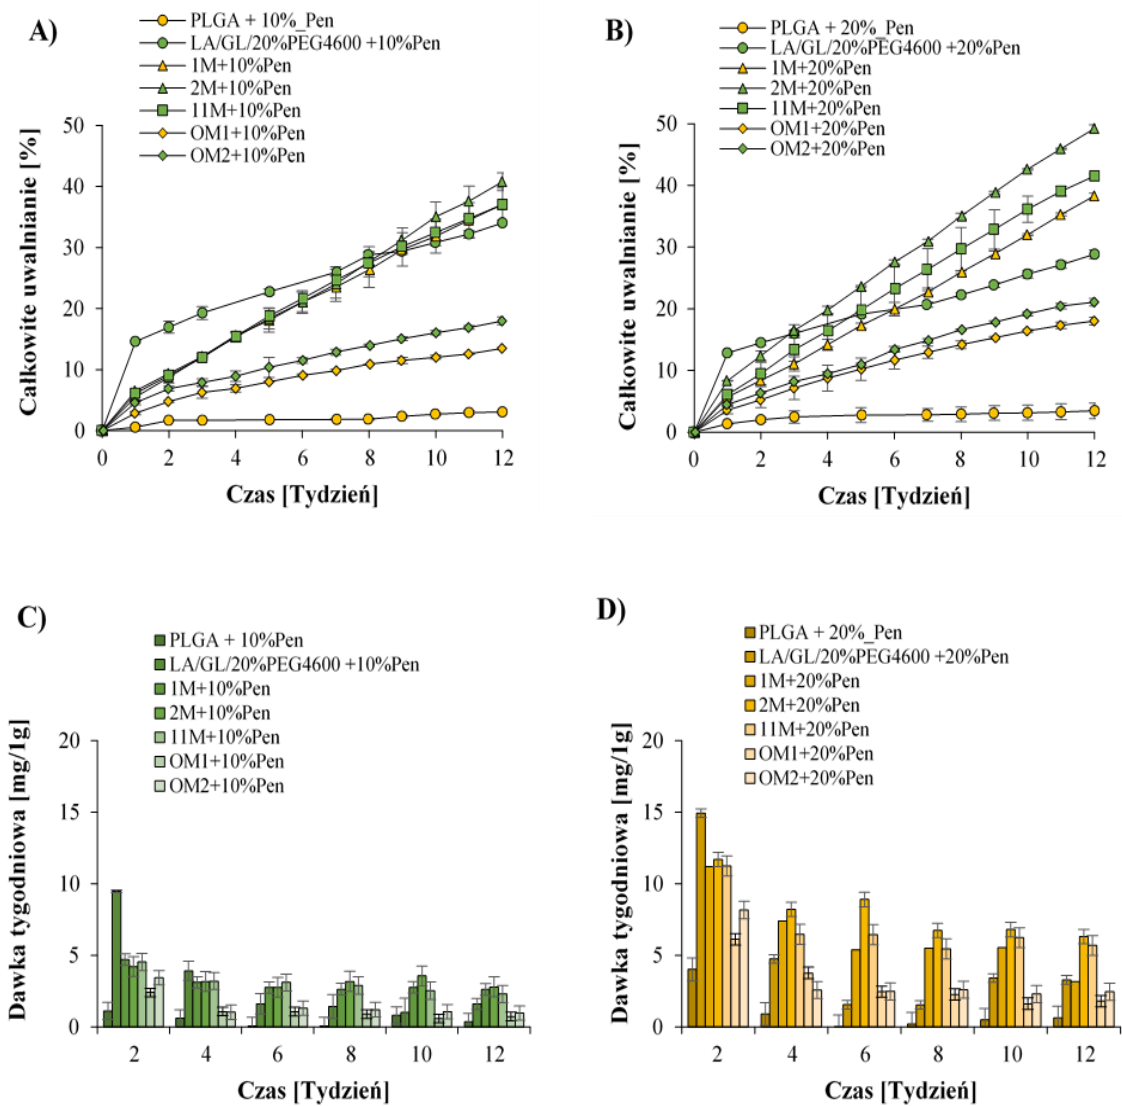 A)
PLGA + 10%_Pen
LA/GL/20%PEG4600 +10%Pen
1M+10%Pen
2M+10%Pen
11M+10%Pen
OM1+10%Pen
OM2+10%Pen
Całkowite uwalnianie [%]
50
40
30
20
10
0
0 2 4 6 8 10 12
Czas [Tydzień]
B)
PLGA + 20%_Pen
LA/GL/20%PEG4600 +20%Pen
1M+20%Pen
2M+20%Pen
11M+20%Pen
OM1+20%Pen
OM2+20%Pen
Całkowite uwalnianie [%]
50
40
30
20
10
0
0 2 4 6 8 10 12
Czas [Tydzień]
C)
PLGA + 10%Pen
LA/GL/20%PEG4600 +10%Pen
1M+10%Pen
2M+10%Pen
11M+10%Pen
OM1+10%Pen
OM2+10%Pen
Dawka tygodniowa [mg/1g]
20
15
10
5
0
2 4 6 8 10 12
Czas [Tydzień]
D)
PLGA + 20%_Pen
LA/GL/20%PEG4600 +20%Pen
1M+20%Pen
2M+20%Pen
11M+20%Pen
OM1+20%Pen
OM2+20%Pen
Dawka tygodniowa [mg/1g]
20
15
10
5
0
2 4 6 8 10 12
Czas [Tydzień]